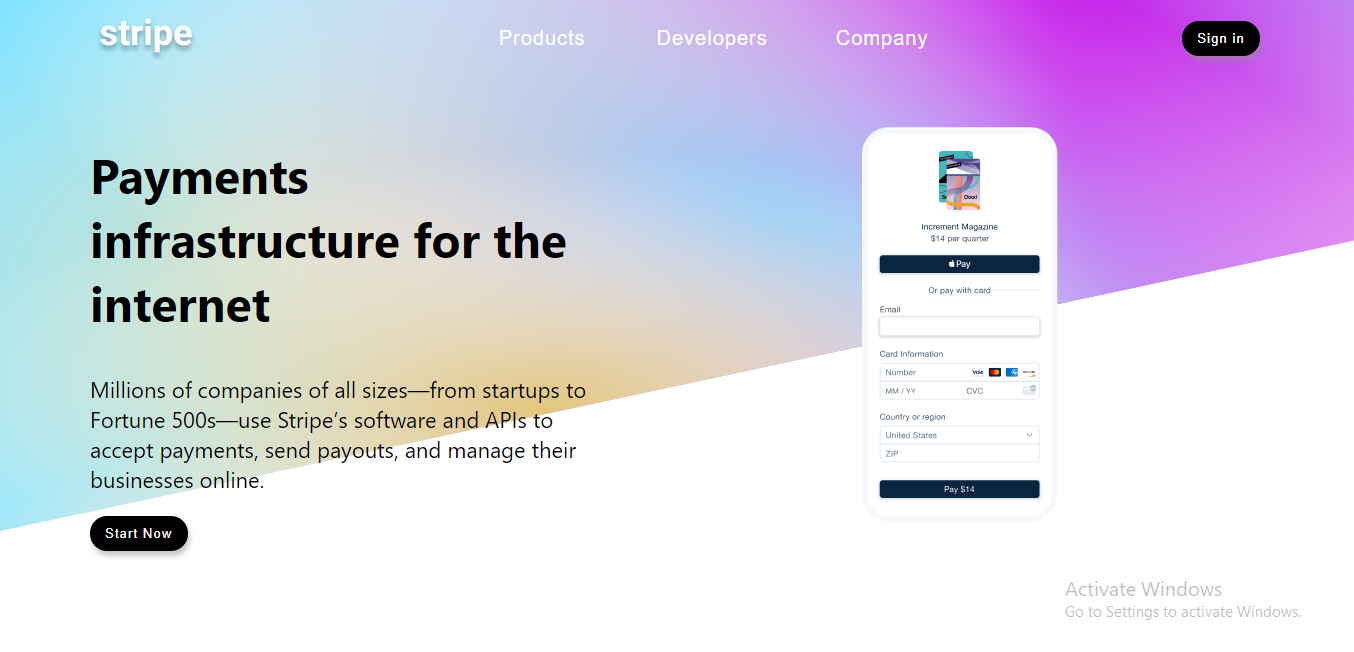 stripe
Products Developers Company
Sign in
Payments
infrastructure for the
internet
Millions of companies of all sizes—from startups to
Fortune 500s—use Stripe’s software and APIs to
accept payments, send payouts, and manage their
businesses online.
Start Now
Cloud
Increment Magazine
$14 per quarter
Pay
Or pay with card
Email
Card Information
Number VISA
MM / YY CVC
Country or region
United States
ZIP
Pay $14
Activate Windows
Go to Settings to activate Windows.